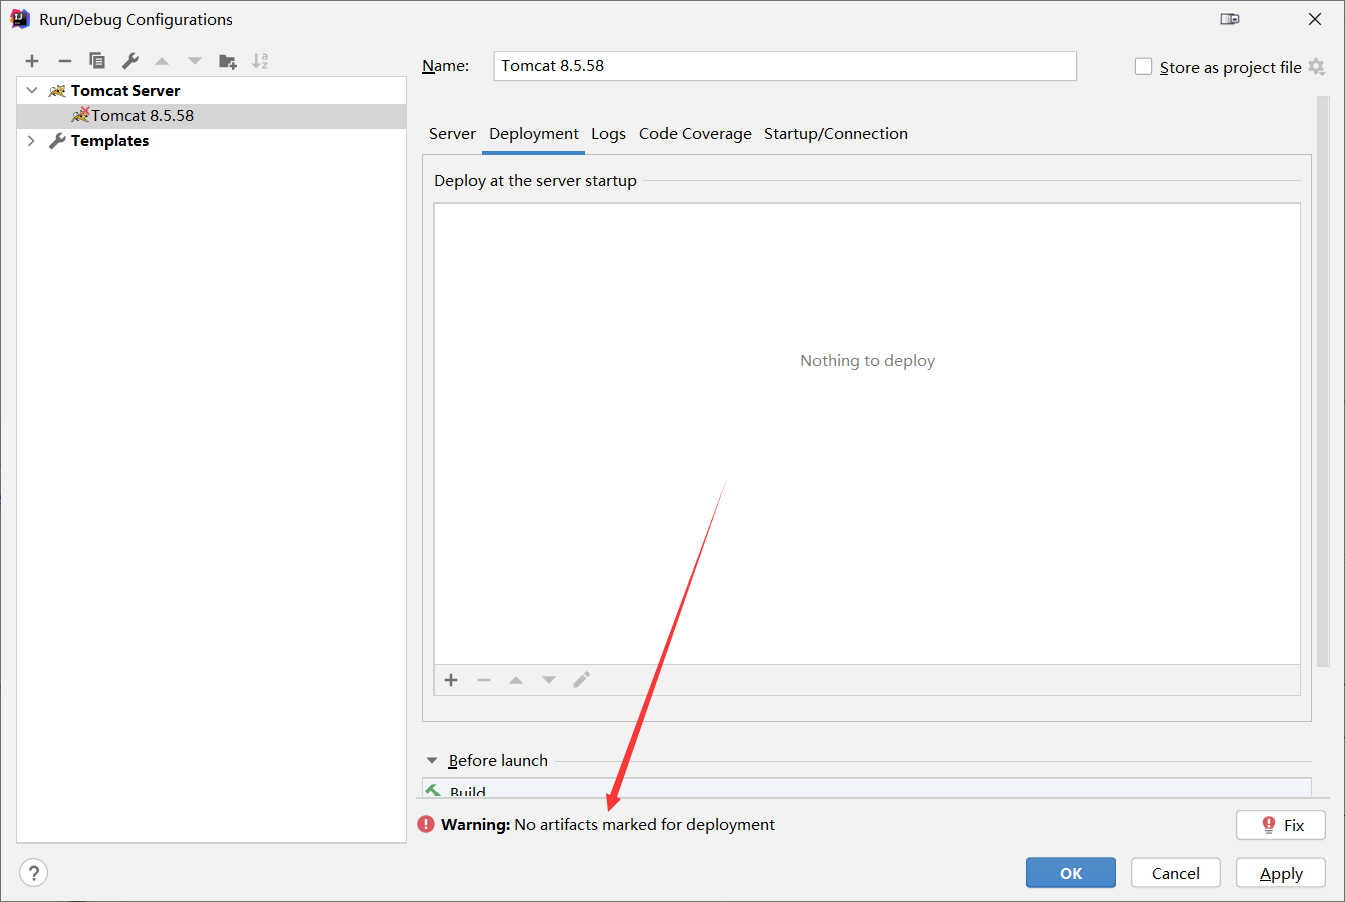 Run/Debug Configurations
Name: Tomcat 8.5.58
Store as project file
Tomcat Server
Tomcat 8.5.58
Templates
Server Deployment Logs Code Coverage Startup/Connection
Deploy at the server startup
Nothing to deploy
Before launch
Build
Warning: No artifacts marked for deployment
Fix
? OK Cancel Apply